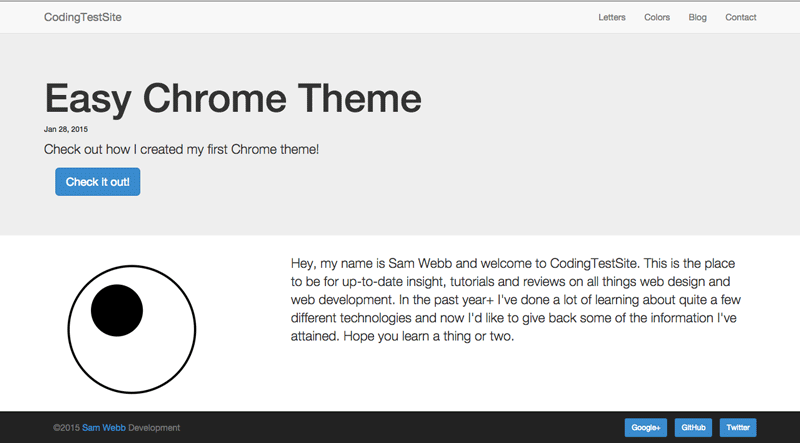 CodingTestSite Letters Colors Blog Contact
Easy Chrome Theme
Jan 28, 2015
Check out how I created my first Chrome theme!
Check it out!
Hey, my name is Sam Webb and welcome to CodingTestSite. This is the place
to be for up-to-date insight, tutorials and reviews on all things web design and
web development. In the past year+ I've done a lot of learning about quite a few
different technologies and now I'd like to give back some of the information I've
attained. Hope you learn a thing or two.
©2015 Sam Webb Development Google+ GitHub Twitter